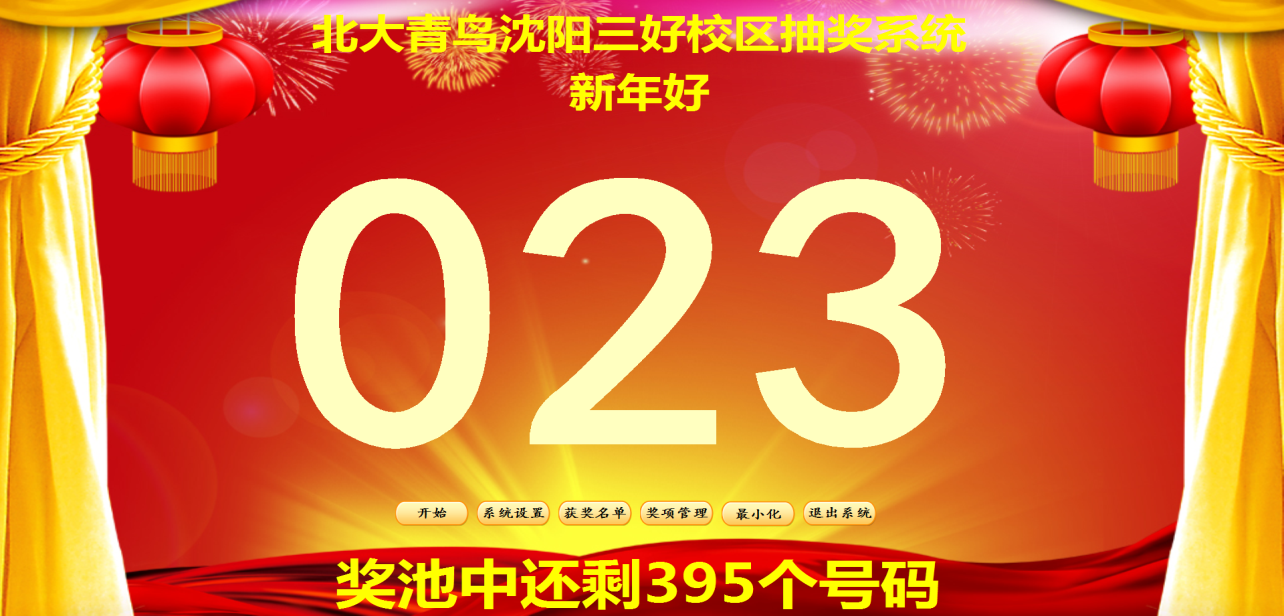 北大青鸟沈阳三好校区抽奖系统
新年好
023
开始 系统设置 获奖名单 奖项管理 最小化 退出系统
奖池中还剩395个号码